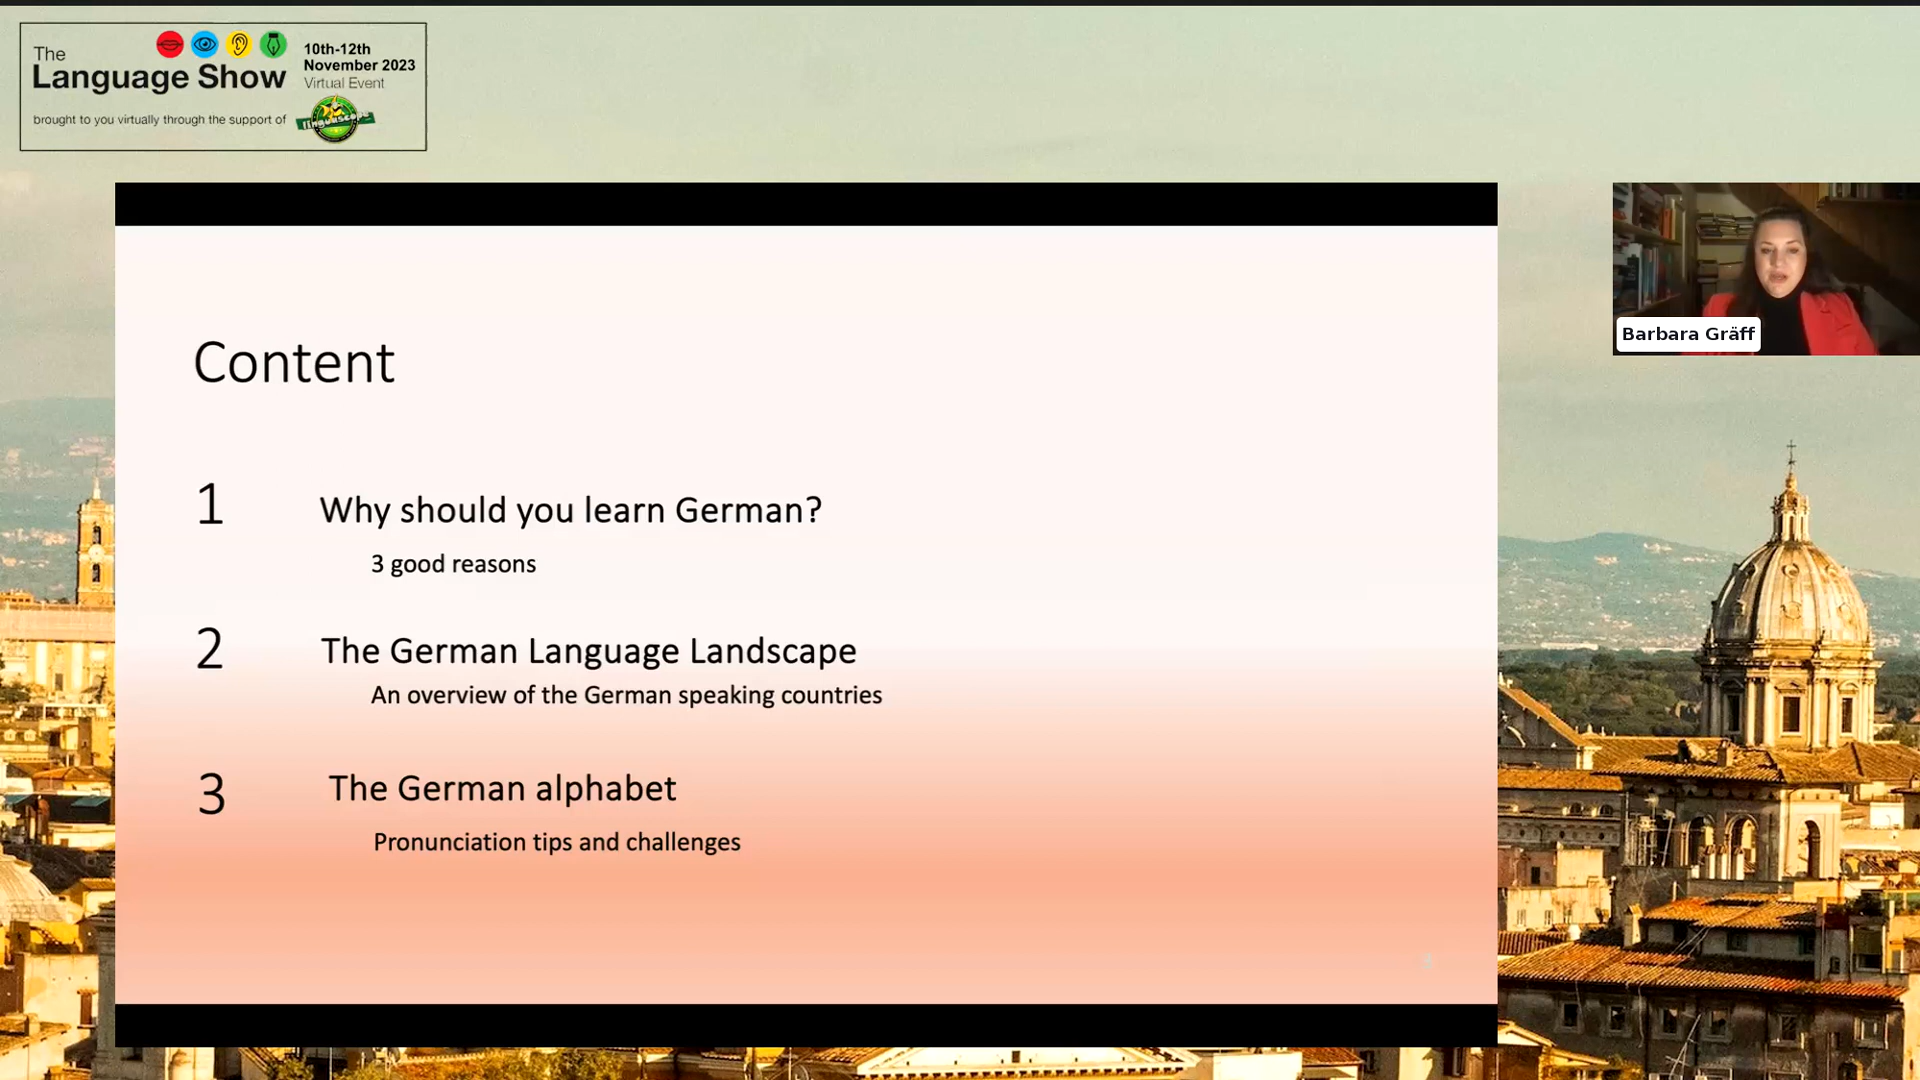 The
Language Show
10th-12th
November 2023
Virtual Event
brought to you virtually through the support of
linguascope
Barbara Gräff
Content
1 Why should you learn German?
3 good reasons
2 The German Language Landscape
An overview of the German speaking countries
3 The German alphabet
Pronunciation tips and challenges